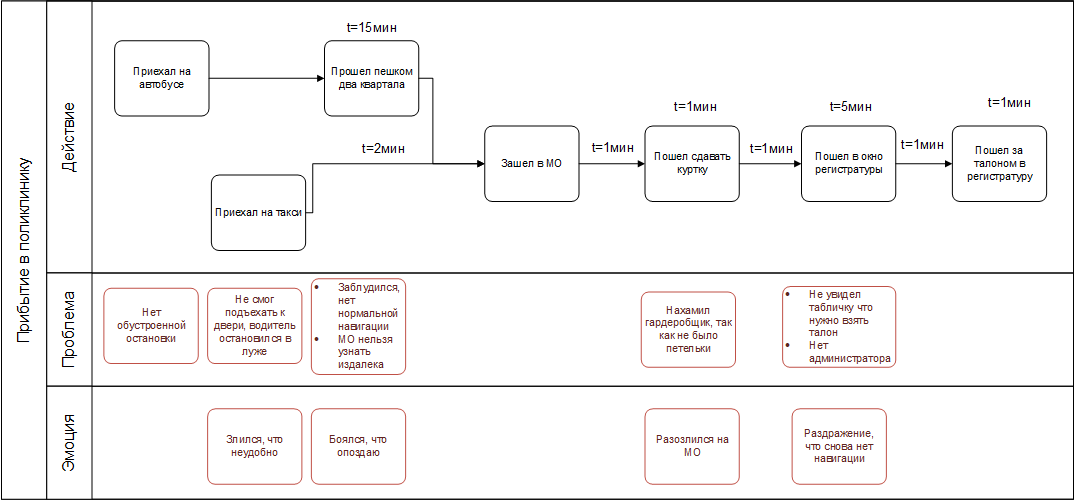 Прибытие в поликлинику
Действие
t=15мин
Приехал на
автобусе
Прошел пешком
два квартала
t=2мин
Приехал на такси
Зашел в МО
t=1мин
t=1мин
Пошел сдавать
куртку
t=1мин
t=5мин
Пошел в окно
регистратуры
t=1мин
t=1мин
Пошел за
талоном в
регистратуру
Проблема
Нет
обустроенной
остановки
Не смог
подъехать к
двери, водитель
остановился в
луже
• Заблудился,
нет
нормальной
навигации
• МО нельзя
узнать
издалека
Нахамил
гардеробщик, так
как не было
петельки
• Не увидел
табличку что
нужно взять
талон
• Нет
администратора
Эмоция
Злился, что
неудобно
Боялся, что
опоздаю
Разозлился на
МО
Раздражение,
что снова нет
навигации